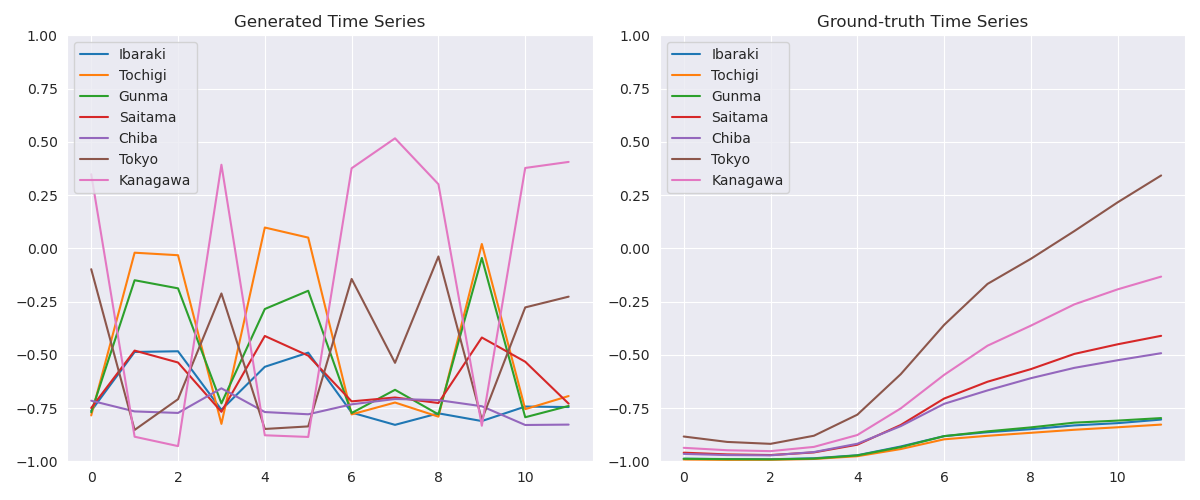 Generated Time Series
1.00
0.75
0.50
0.25
0.00
−0.25
−0.50
−0.75
−1.00
0
2
4
6
8
10
Ibaraki
Tochigi
Gunma
Saitama
Chiba
Tokyo
Kanagawa
Ground-truth Time Series
1.00
0.75
0.50
0.25
0.00
−0.25
−0.50
−0.75
−1.00
0
2
4
6
8
10
Ibaraki
Tochigi
Gunma
Saitama
Chiba
Tokyo
Kanagawa